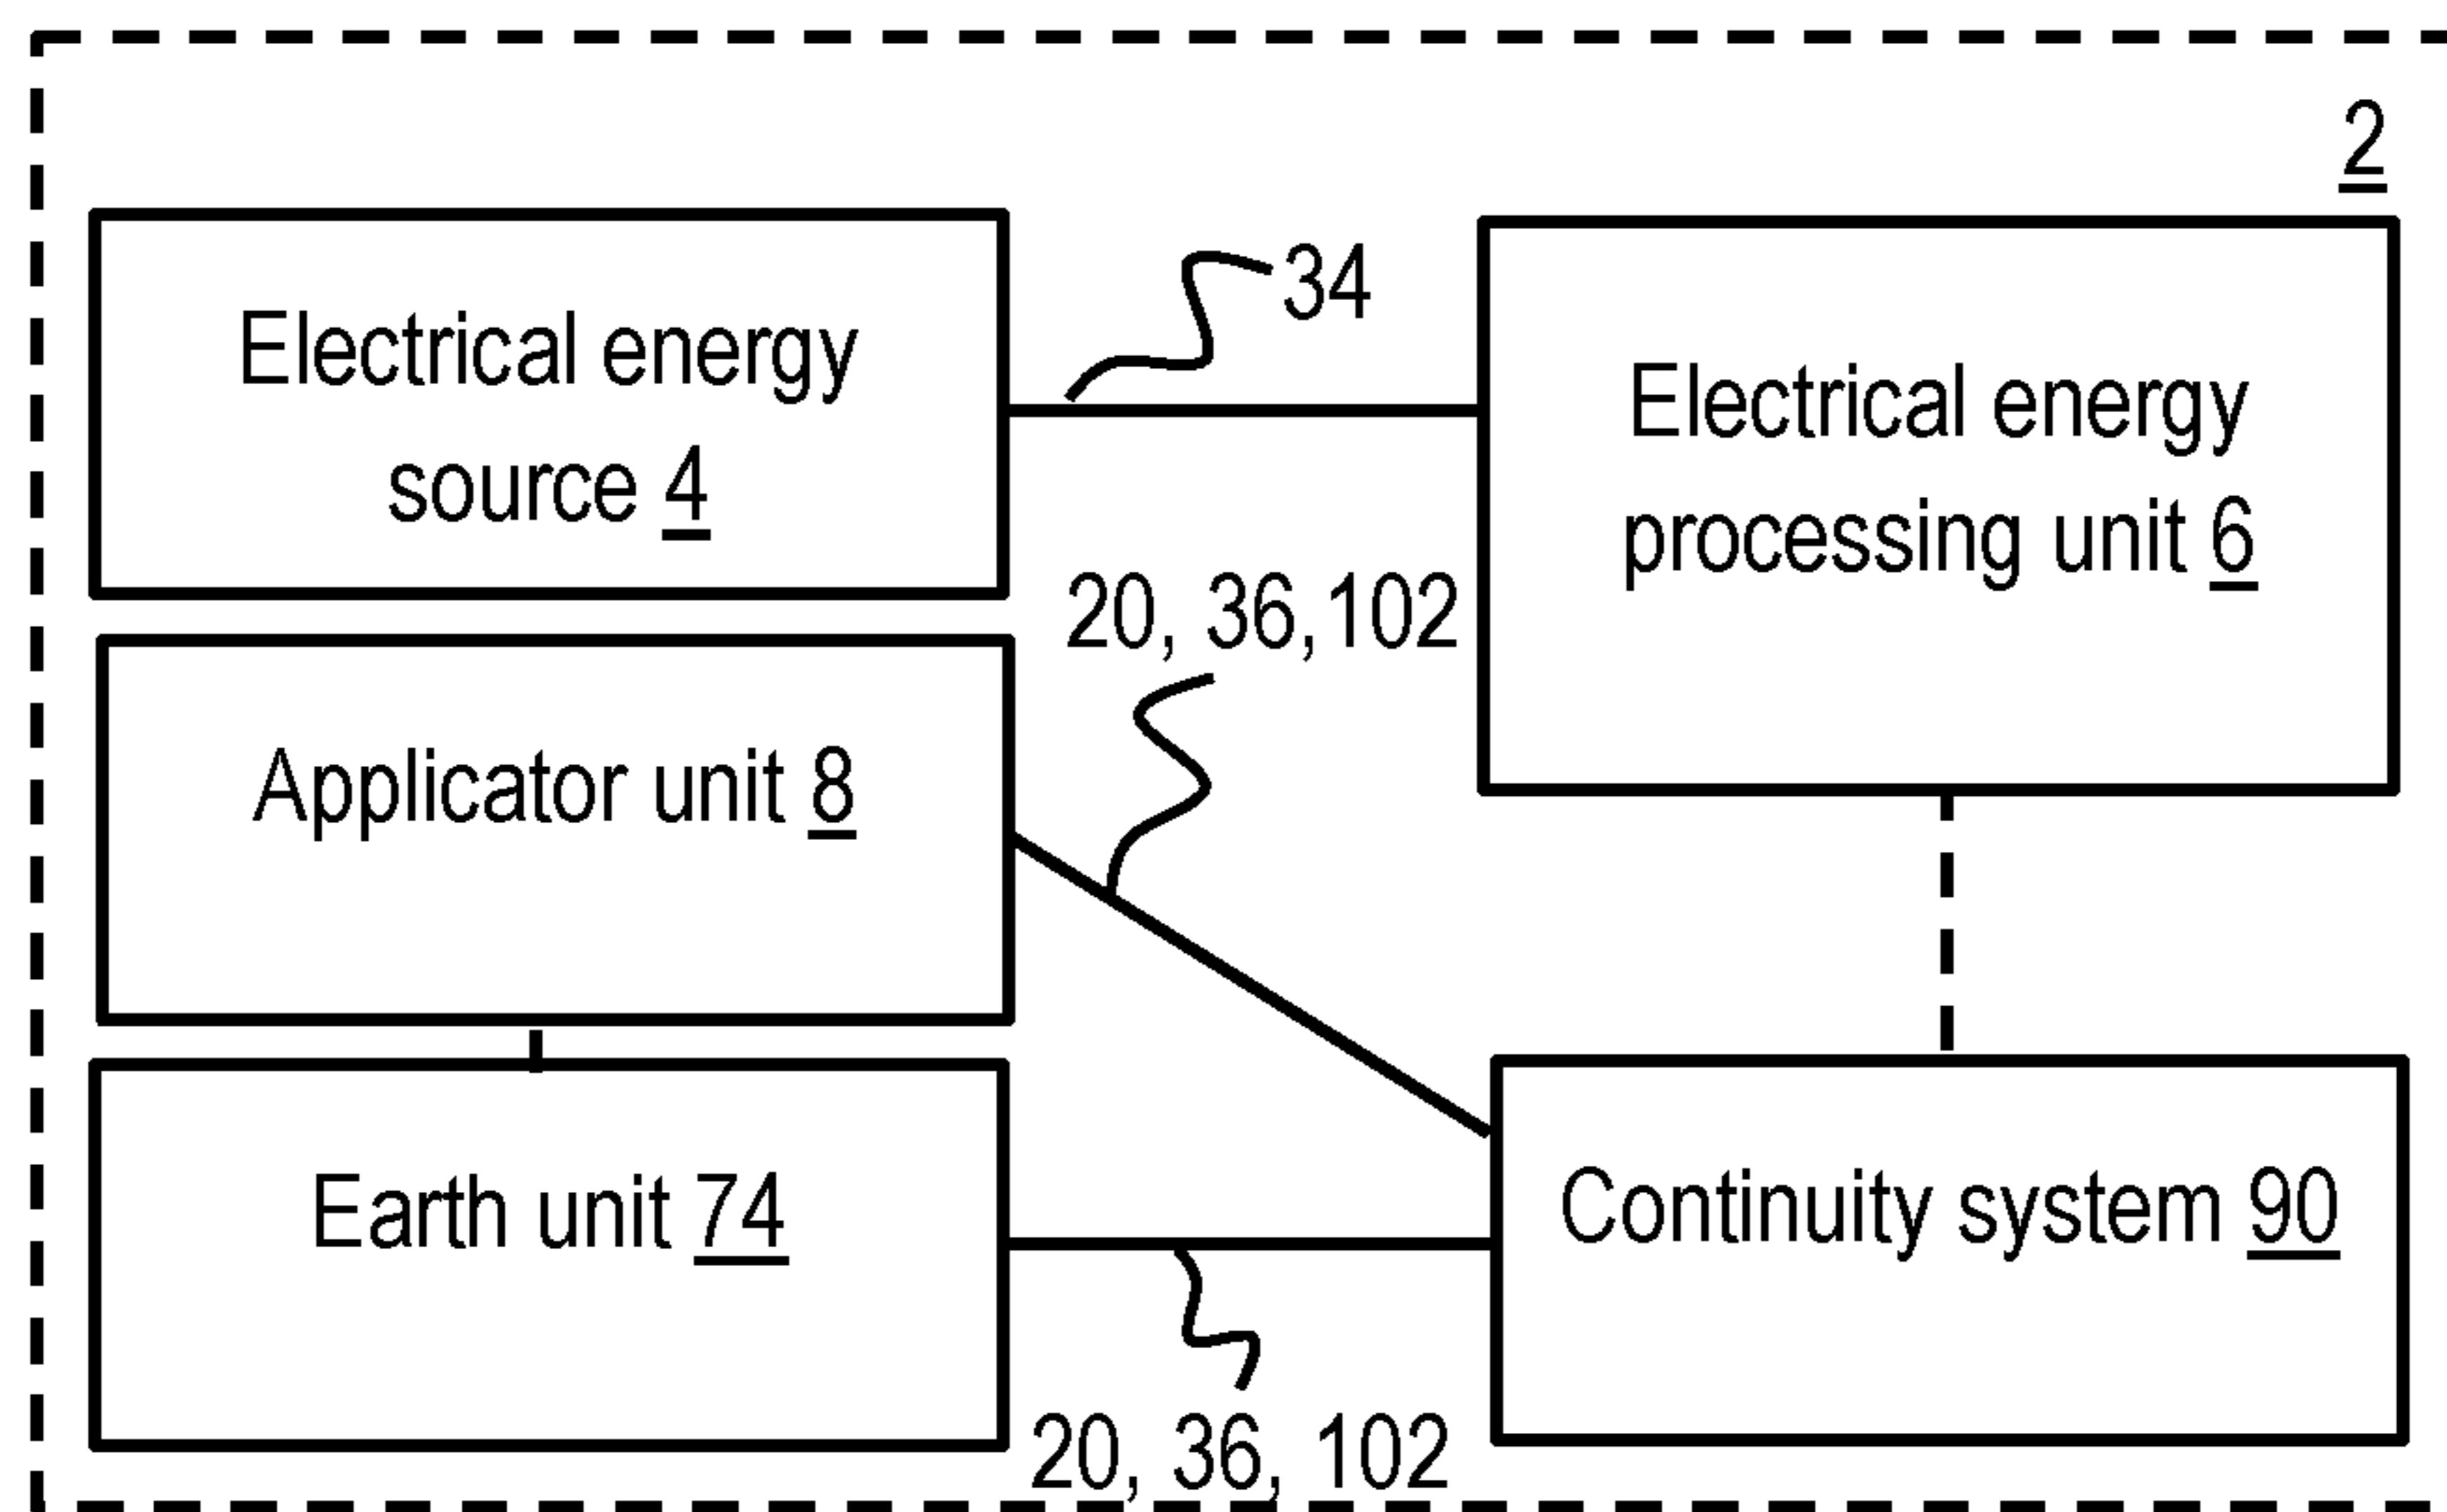 2
Electrical energy
source 4
34
Electrical energy
processing unit 6
20, 36,102
Applicator unit 8
Earth unit 74
Continuity system 90
20, 36, 102